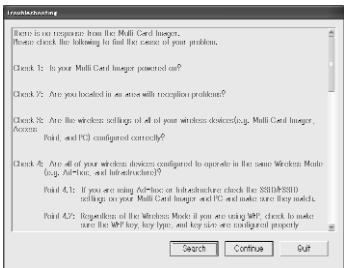 Troubleshooting
There is no response from the Multi Card Imager.
Please check the following to find the cause of your problem.
Check 1: Is your Multi Card Imager powered on?
Check 2: Are you located in an area with reception problems?
Check 3: Are the wireless settings of all of your wireless devices(e.g. Multi Card Imager,
Access
Point, and PC) configured correctly?
Check 4: Are all of your wireless devices configured to operate in the same Wireless Mode
(e.g. Ad-hoc, and Infrastructure)?
Point 4.1: If you are using Ad-hoc or Infrastructure check the SSID/ESSID
settings on your Multi Card Imager and PC and make sure they match.
Point 4.2: Regardless of the Wireless Mode if you are using WEP, check to make
sure the WEP key, key type, and key size are configured properly
Search Continue Quit